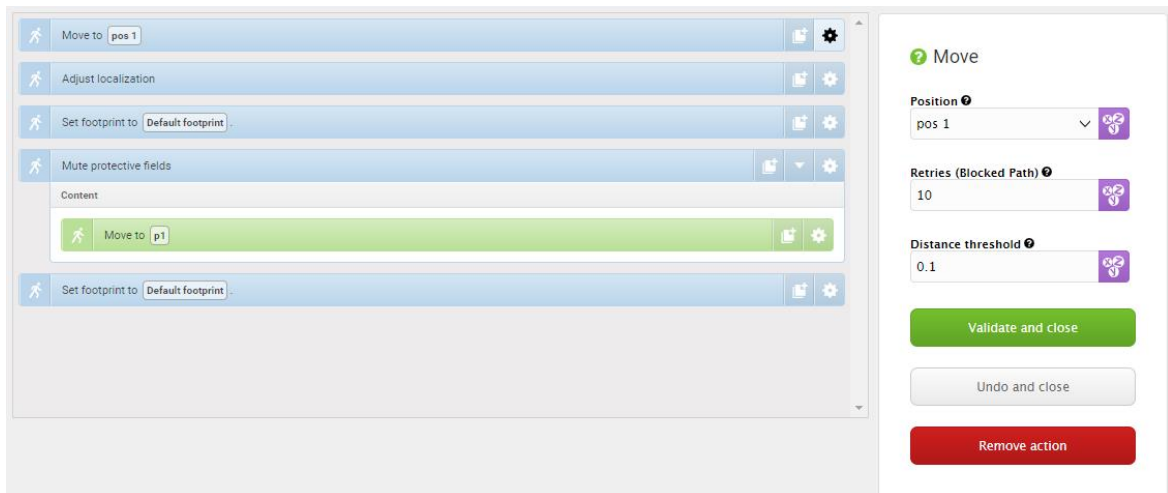 Move to pos 1
Adjust localization
Set footprint to Default footprint .
Mute protective fields
Content
Move to p1
Set footprint to Default footprint .
Move
Position
pos 1
Retries (Blocked Path)
10
Distance threshold
0.1
Validate and close
Undo and close
Remove action